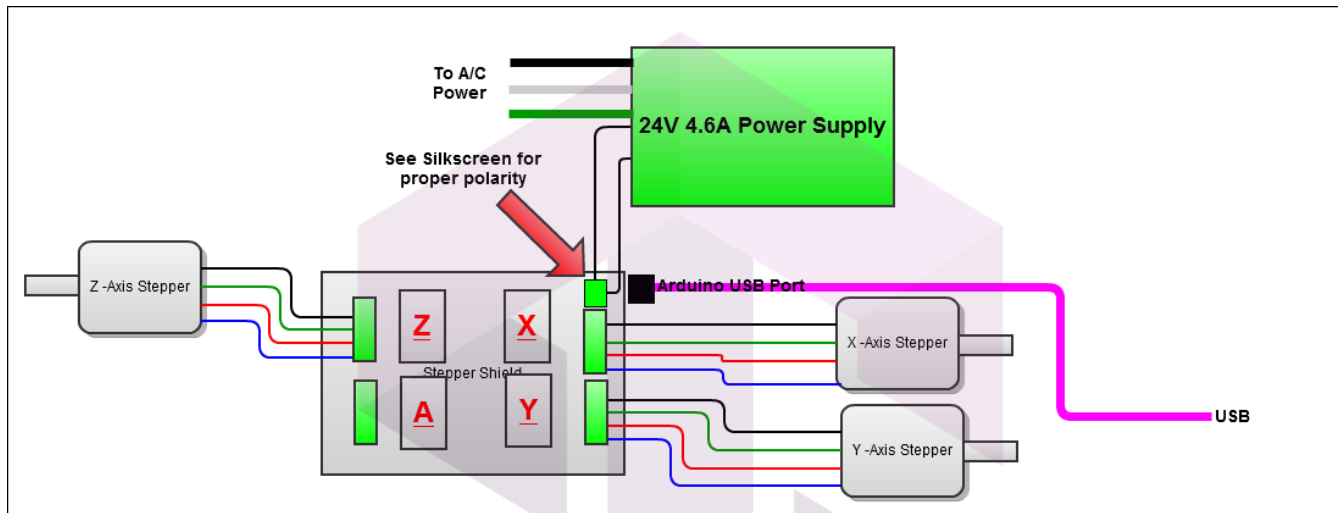 To A/C
Power
24V 4.6A Power Supply
See Silkscreen for
proper polarity
Z -Axis Stepper
Arduino USB Port
Z
X
X -Axis Stepper
Stepper Shield
A
Y
USB
Y -Axis Stepper